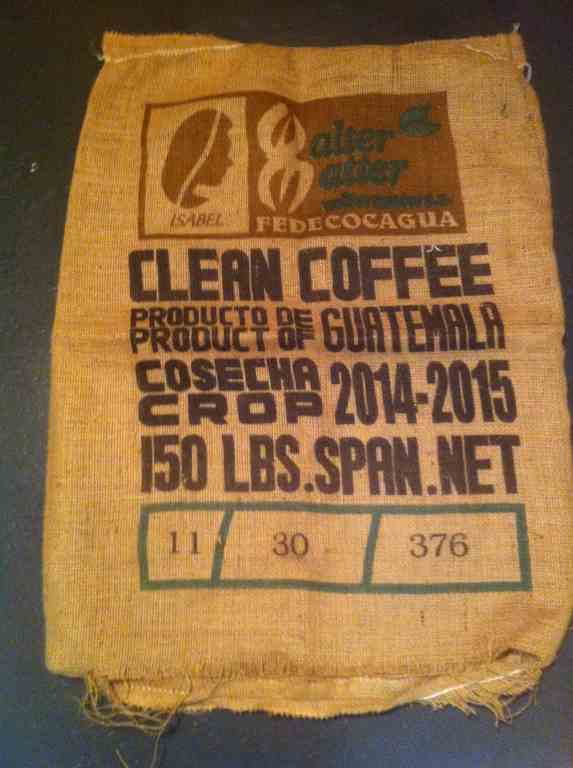 ISABEL
alter
FEDECOCAGUA
CLEAN COFFEE
PRODUCTO DE
PRODUCT OF GUATEMALA
COSECHA
CROP 2014-2015
150 LBS.SPAN.NET
11 30 376